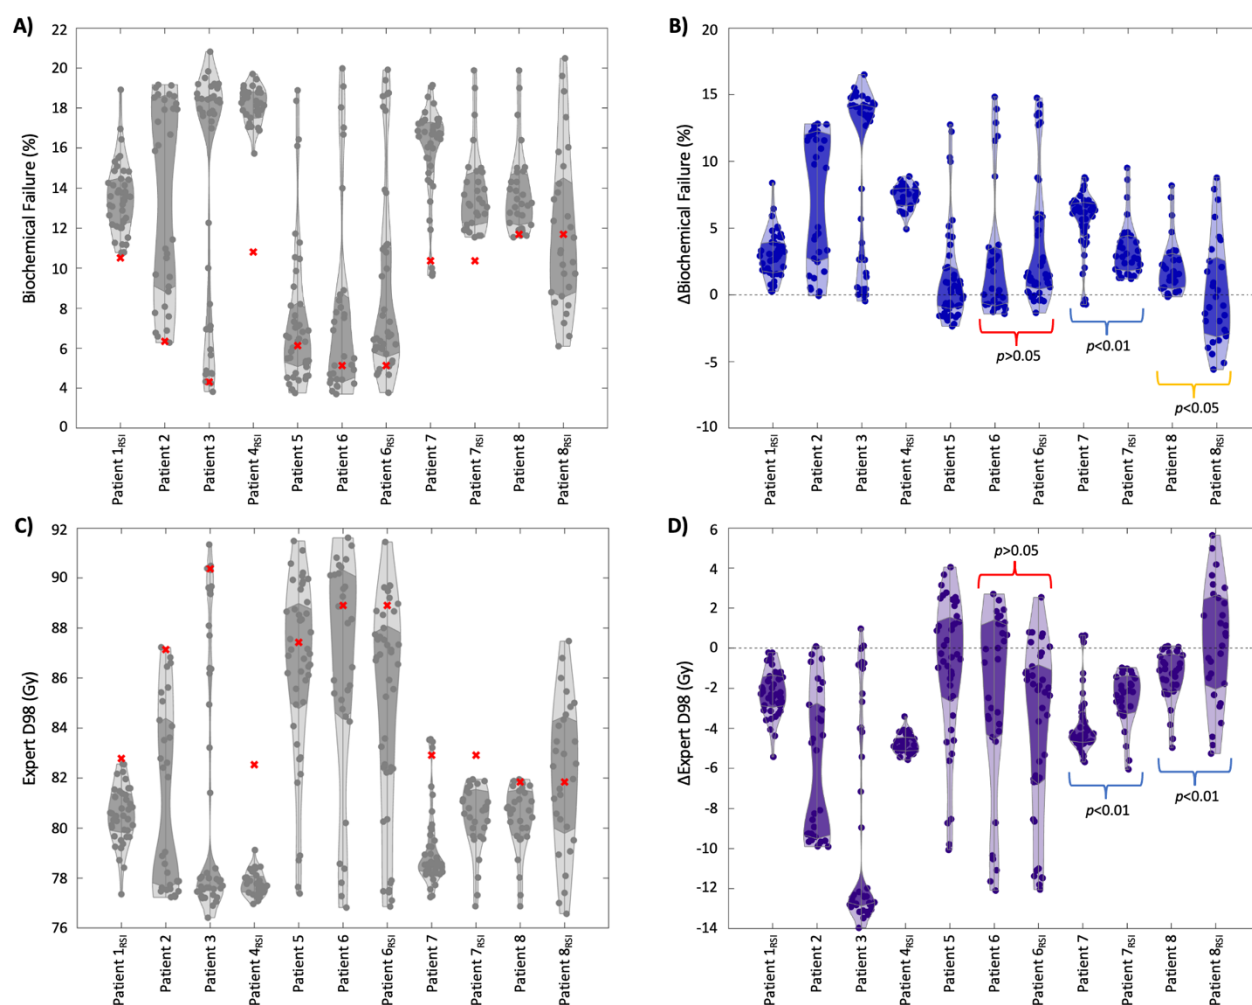 A)
Biochemical Failure (%)
22
20
18
16
14
12
10
8
6
4
2
0
Patient 1RSI
Patient 2
Patient 3
Patient 4RSI
Patient 5
Patient 6
Patient 6RSI
Patient 7
Patient 7RSI
Patient 8
Patient 8RSI
B)
ΔBiochemical Failure (%)
20
15
10
5
0
-5
-10
p>0.05
p<0.01
p<0.05
Patient 1RSI
Patient 2
Patient 3
Patient 4RSI
Patient 5
Patient 6
Patient 6RSI
Patient 7
Patient 7RSI
Patient 8
Patient 8RSI
C)
Expert D98 (Gy)
92
90
88
86
84
82
80
78
76
Patient 1RSI
Patient 2
Patient 3
Patient 4RSI
Patient 5
Patient 6
Patient 6RSI
Patient 7
Patient 7RSI
Patient 8
Patient 8RSI
D)
ΔExpert D98 (Gy)
6
4
2
0
-2
-4
-6
-8
-10
-12
-14
p>0.05
p<0.01
p<0.01
Patient 1RSI
Patient 2
Patient 3
Patient 4RSI
Patient 5
Patient 6
Patient 6RSI
Patient 7
Patient 7RSI
Patient 8
Patient 8RSI